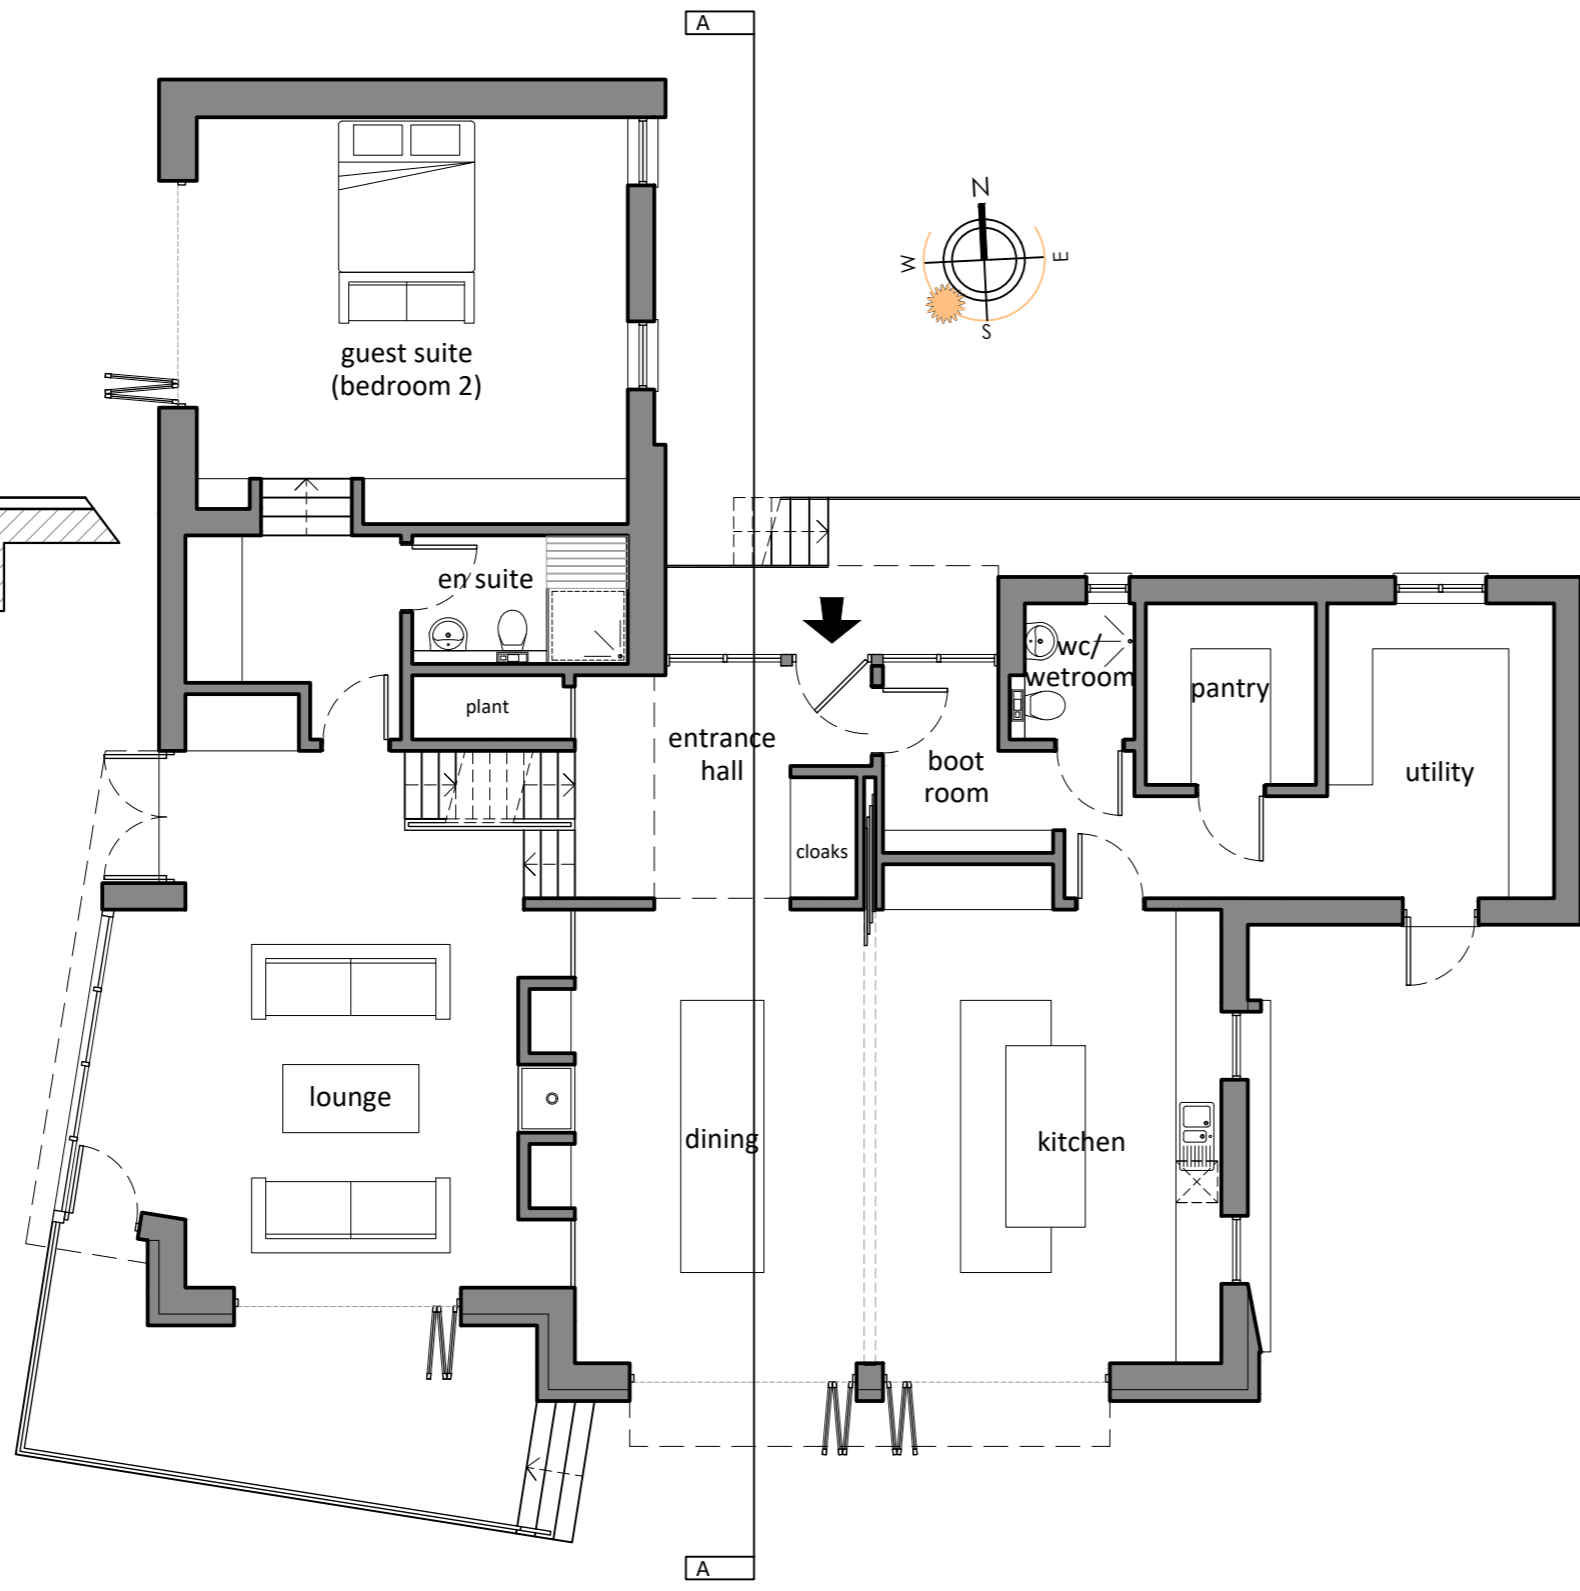 A
N
W
E
S
guest suite
(bedroom 2)
en suite
wc/
wetroom
pantry
plant
entrance
hall
boot
room
utility
cloaks
lounge
dining
kitchen
A